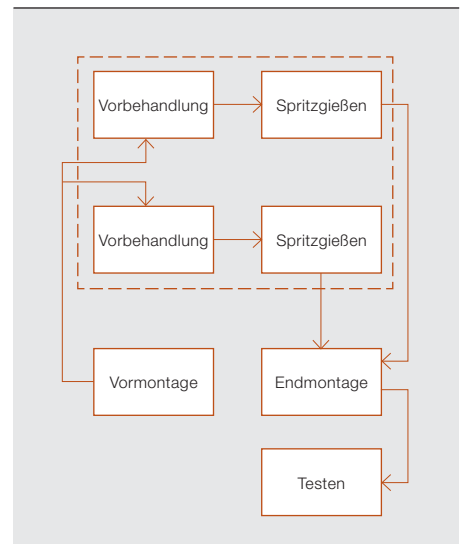 Vorbehandlung
Spritzgießen
Vorbehandlung
Spritzgießen
Vormontage
Endmontage
Testen